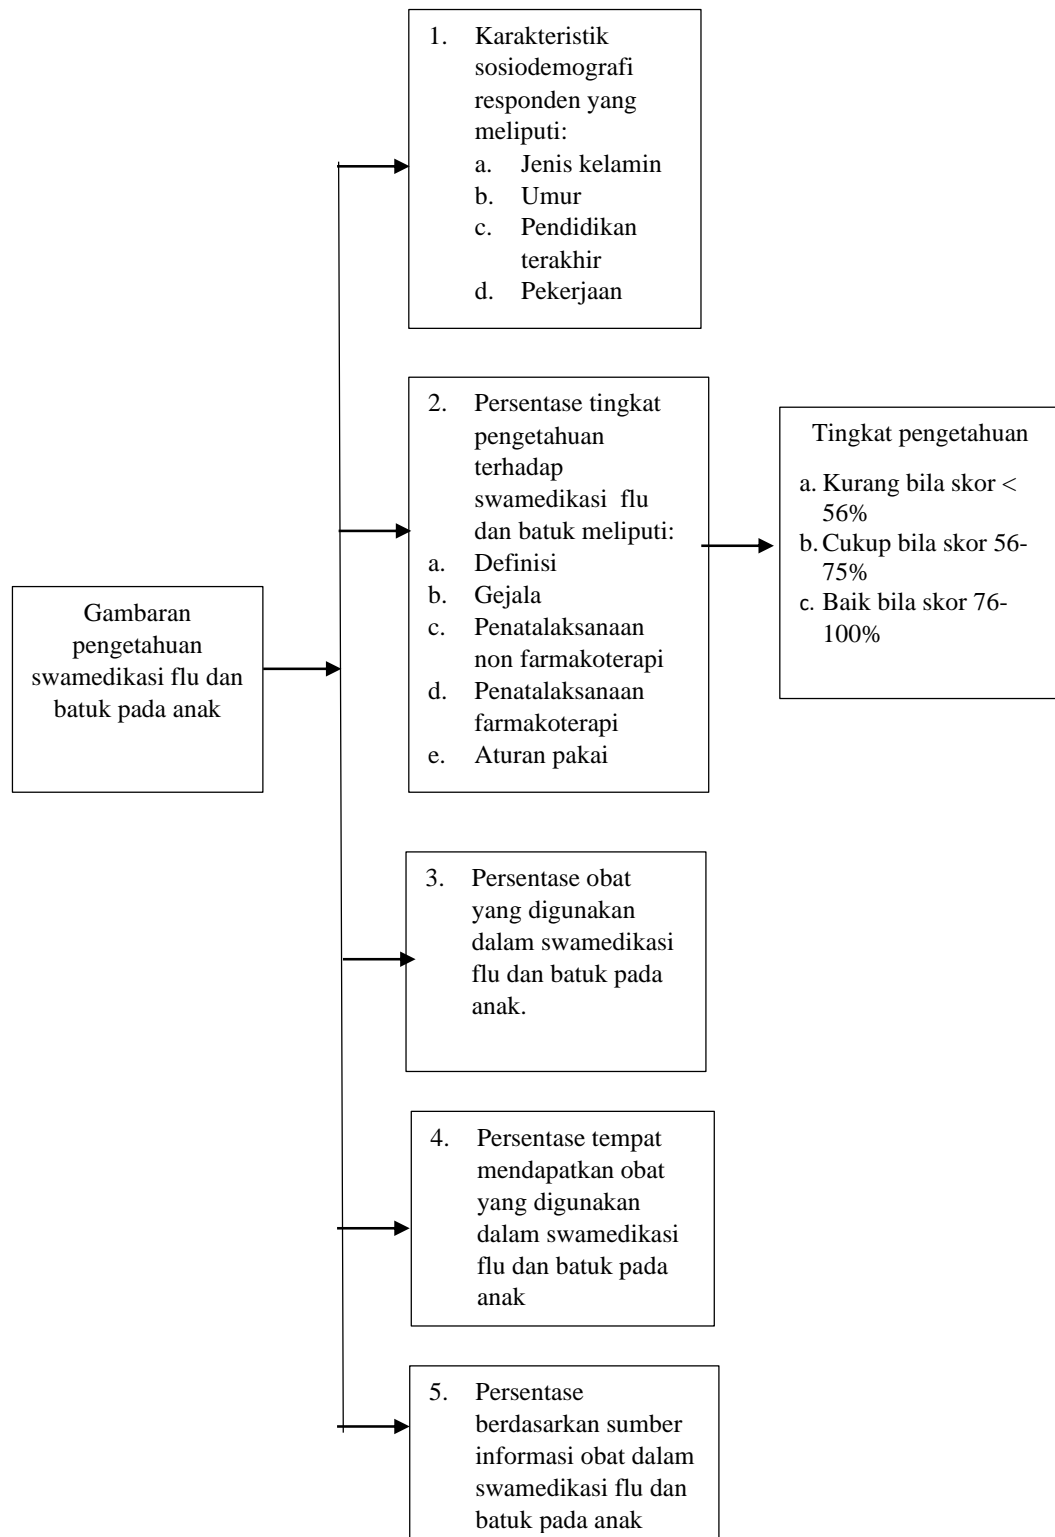 Gambaran
pengetahuan
swamedikasi flu dan
batuk pada anak
1. Karakteristik
sosiodemografi
responden yang
meliputi:
a. Jenis kelamin
b. Umur
c. Pendidikan
terakhir
d. Pekerjaan
2. Persentase tingkat
pengetahuan
terhadap
swamedikasi flu
dan batuk meliputi:
a. Definisi
b. Gejala
c. Penatalaksanaan
non farmakoterapi
d. Penatalaksanaan
farmakoterapi
e. Aturan pakai
Tingkat pengetahuan
a. Kurang bila skor <
56%
b. Cukup bila skor 56-
75%
c. Baik bila skor 76-
100%
3. Persentase obat
yang digunakan
dalam swamedikasi
flu dan batuk pada
anak.
4. Persentase tempat
mendapatkan obat
yang digunakan
dalam swamedikasi
flu dan batuk pada
anak
5. Persentase
berdasarkan sumber
informasi obat dalam
swamedikasi flu dan
batuk pada anak